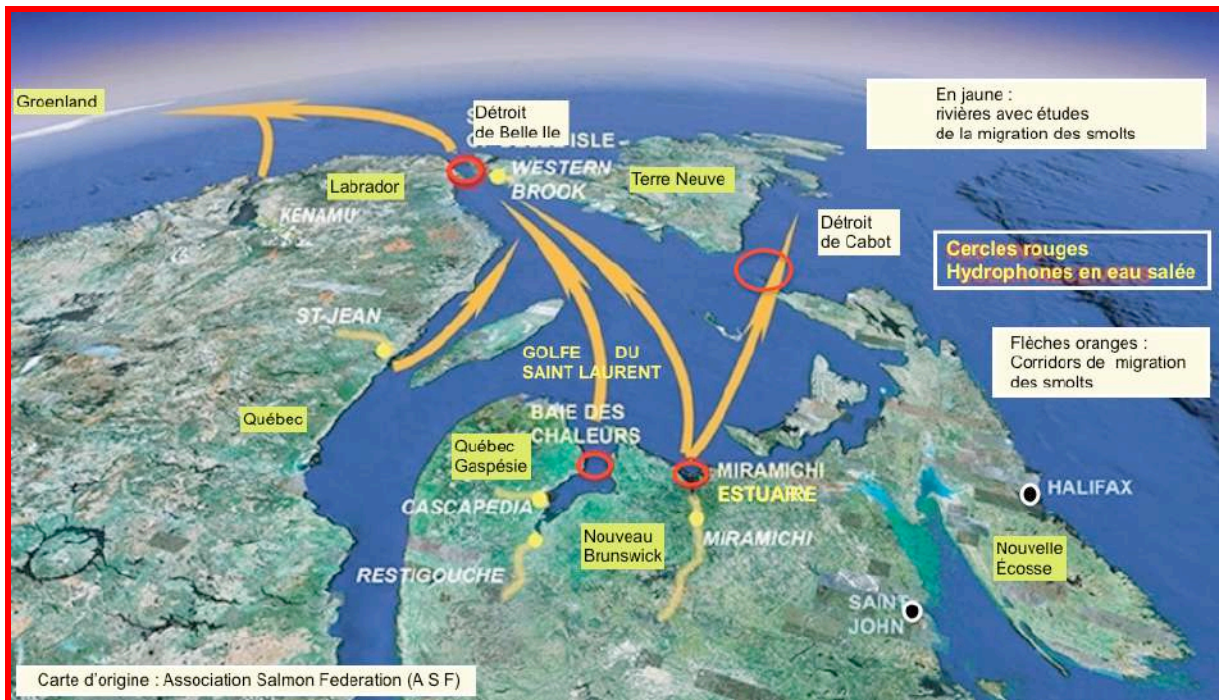 Groenland
Détroit
de Belle Ile
BELLE ISLE
WESTERN
BROOK
Labrador
Terre Neuve
KENAMU
Détroit
de Cabot
En jaune :
rivières avec études
de la migration des smolts
Cercles rouges
Hydrophones en eau salée
Flèches oranges :
Corridors de migration
des smolts
ST-JEAN
GOLFE DU
SAINT LAURENT
Québec
BAIE DES
CHALEURS
Québec
Gaspésie
CASCAPEDIA
MIRAMICHI
ESTUAIRE
Nouveau
Brunswick
MIRAMICHI
RESTIGOUCHE
HALIFAX
Nouvelle
Écosse
SAINT
JOHN
Carte d'origine : Association Salmon Federation (A S F)